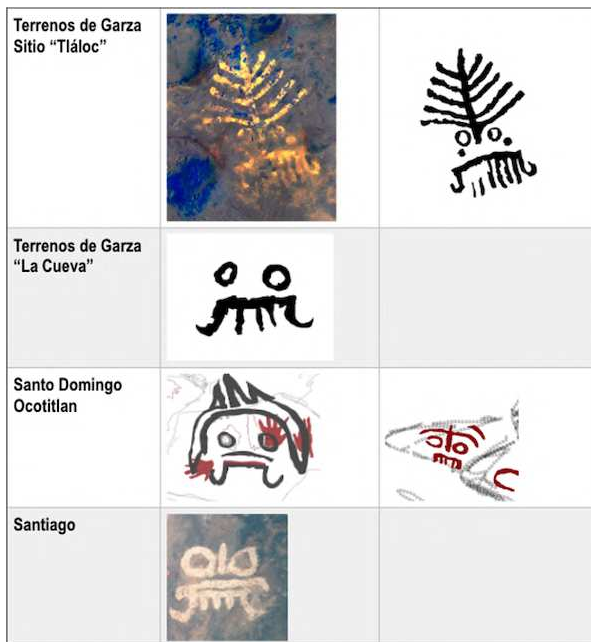 Terrenos de Garza
Sitio “Tláloc”
Terrenos de Garza
“La Cueva”
Santo Domingo
Ocotitlan
Santiago